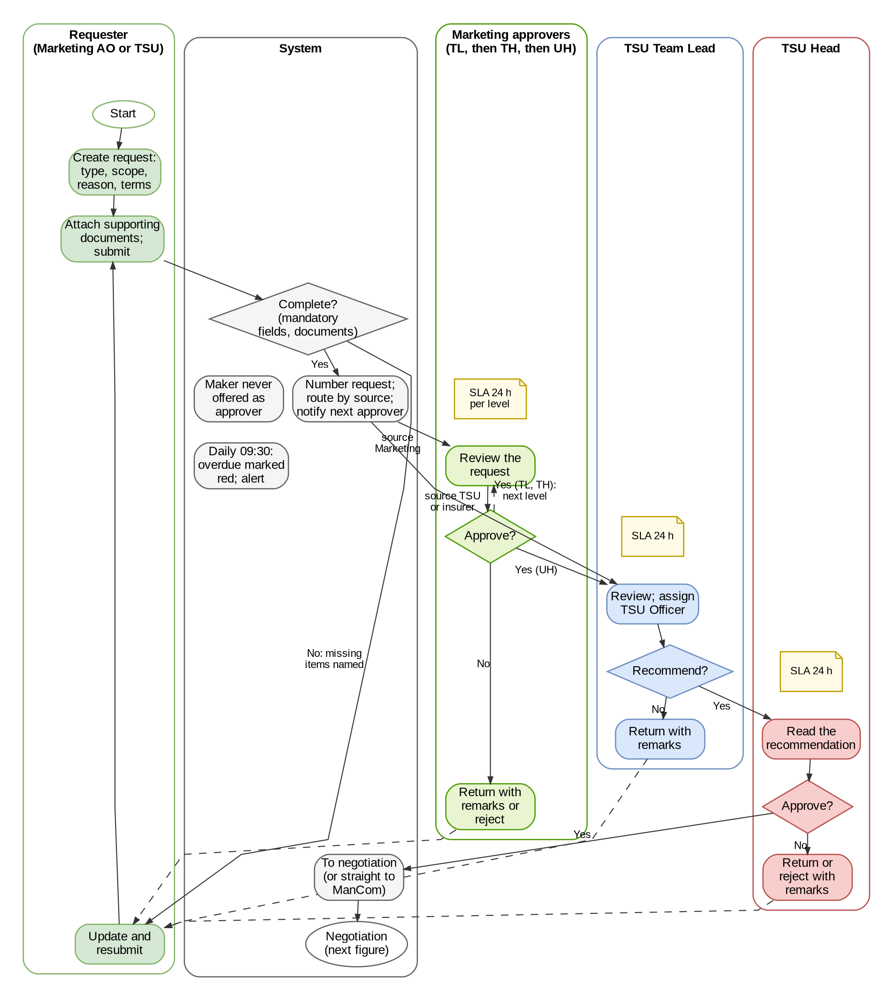 Requester
(Marketing AO or TSU)
System
Marketing approvers
(TL, then TH, then UH)
TSU Team Lead
TSU Head
Start
Create request:
type, scope,
reason, terms
Attach supporting
documents;
submit
Complete?
(mandatory
fields, documents)
Yes
Maker never
offered as
approver
Number request;
route by source;
notify next approver
SLA 24 h
per level
source
Marketing
Daily 09:30:
overdue marked
red; alert
Review the
request
Yes (TL, TH):
next level
source TSU
or insurer
Approve?
SLA 24 h
Yes (UH)
Review; assign
TSU Officer
No: missing
items named
No
Recommend?
SLA 24 h
No
Yes
Return with
remarks
Read the
recommendation
Return with
remarks or
reject
Approve?
Yes
No
To negotiation
(or straight to
ManCom)
Return or
reject with
remarks
Update and
resubmit
Negotiation
(next figure)